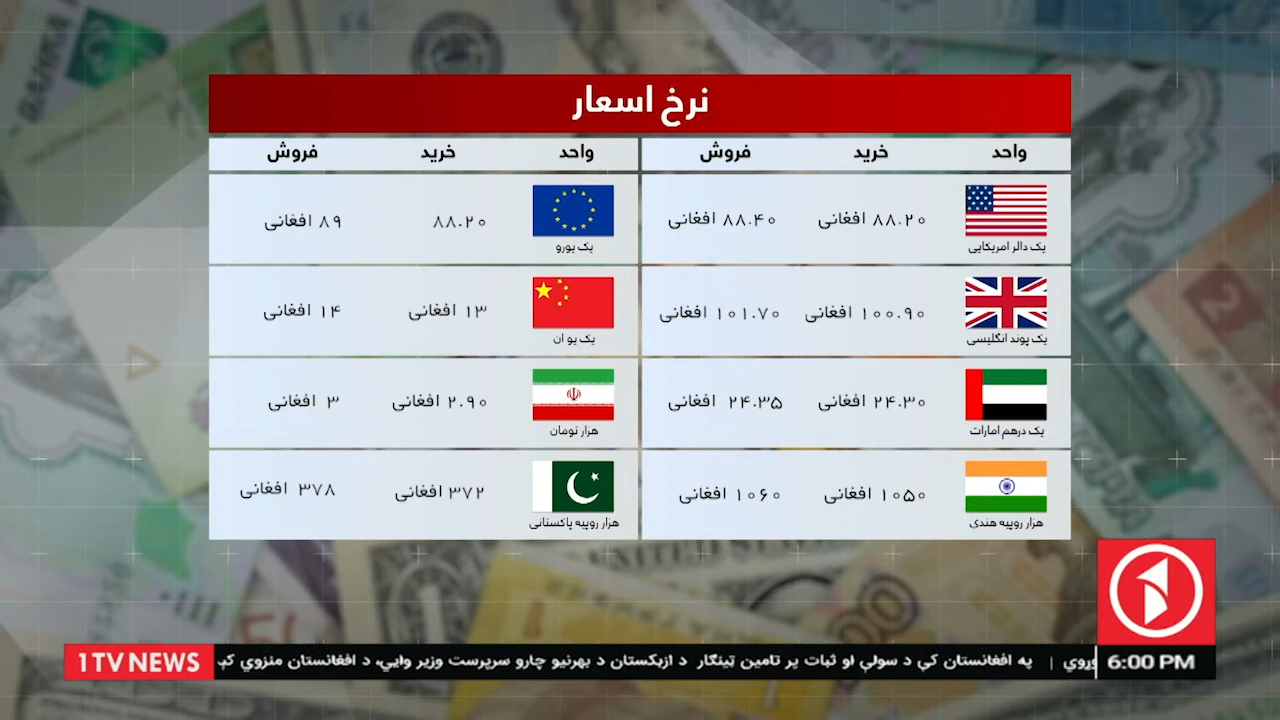 نرخ اسعار
واحد خرید فروش واحد خرید فروش
۸۸.۲۰ افغانی ۸۸.۴۰ افغانی ۸۸.۲۰ ۸۹ افغانی
یک دالر امریکایی یک یورو
۱۰۰.۹۰ افغانی ۱۰۱.۷۰ افغانی ۱۳ افغانی ۱۴ افغانی
یک پوند انگلیسی یک یو ان
۲۴.۳۰ افغانی ۲۴.۳۵ افغانی ۲.۹۰ افغانی ۳ افغانی
یک درهم امارات هزار تومان
۱۰۵۰ افغانی ۱۰۶۰ افغانی ۳۷۲ افغانی ۳۷۸ افغانی
هزار روپیه هندي هزار روپیه پاکستانی
1TV NEWS
وروي | په افغانستان کې د سولې او ثبات پر تامین ټینګار د ازبکستان د بهرنیو چارو سرپرست وزیر وايي، د افغانستان منزوي کې
6:00 PM